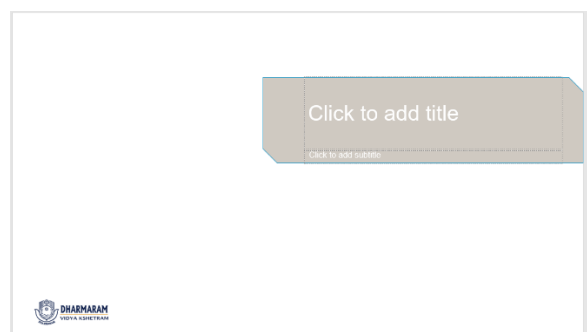 Click to add title
Click to add subtitle
DHARMARAM
VIDYA KSHETRAM